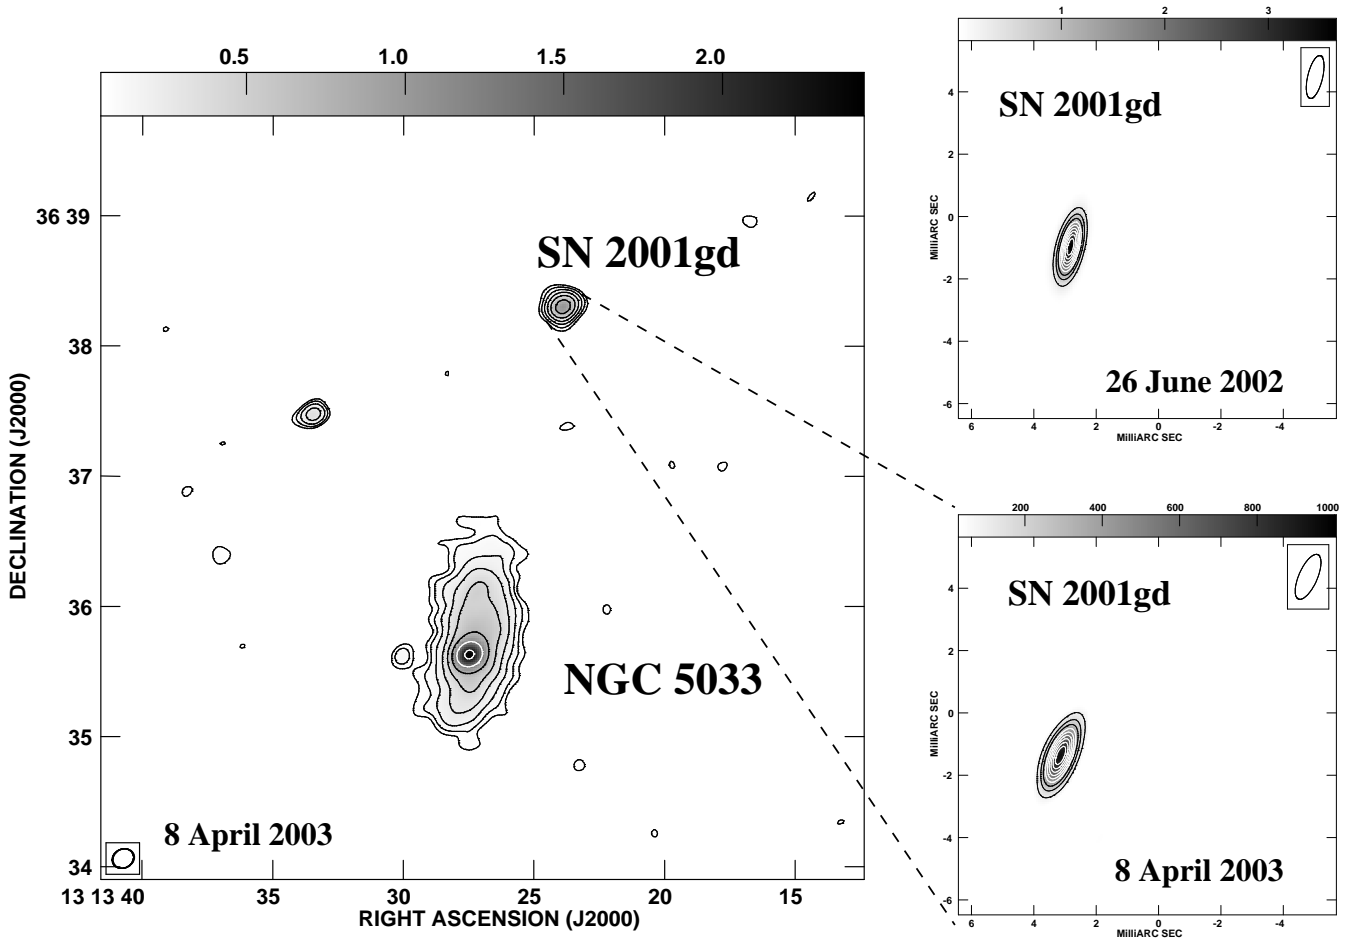 0.5 1.0 1.5 2.0
36 39
38
37
36
35
34
DECLINATION (J2000)
SN 2001gd
NGC 5033
8 April 2003
13 13 40 35 30 25 20 15
RIGHT ASCENSION (J2000)
1 2 3
SN 2001gd
4
2
0
-2
-4
-6
MilliARC SEC
26 June 2002
6 4 2 0 -2 -4
MilliARC SEC
200 400 600 800 1000
SN 2001gd
4
2
0
-2
-4
-6
MilliARC SEC
8 April 2003
6 4 2 0 -2 -4
MilliARC SEC